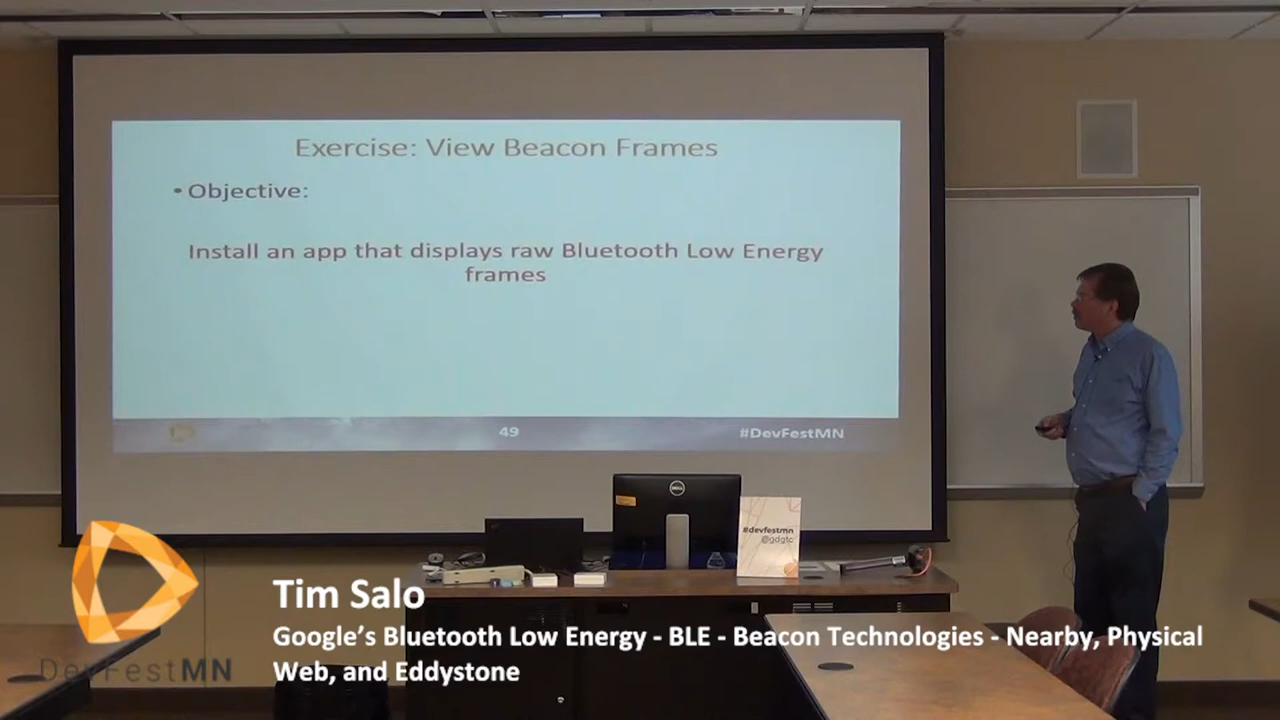 Exercise: View Beacon Frames
• Objective:
Install an app that displays raw Bluetooth Low Energy
frames
49
#DevFestMN
DELL
#devfestmn
@gdgtc
Tim Salo
Google’s Bluetooth Low Energy - BLE - Beacon Technologies - Nearby, Physical
Web, and Eddystone
DevFestMN